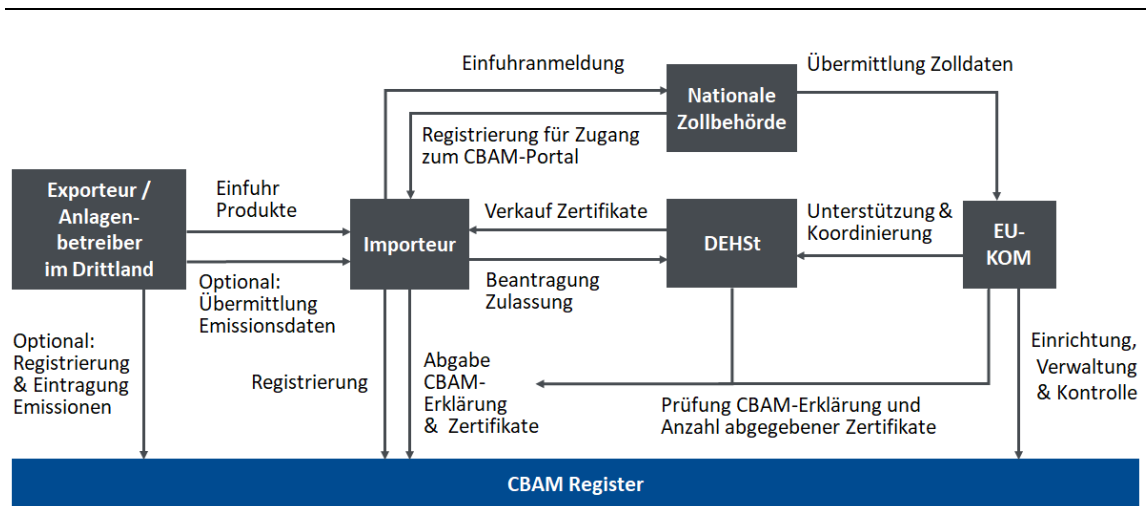 Einfuhranmeldung
Übermittlung Zolldaten
Nationale
Zollbehörde
Registrierung für Zugang
zum CBAM-Portal
Exporteur /
Anlagen-
betreiber
im Drittland
Einfuhr
Produkte
Importeur
Verkauf Zertifikate
DEHSt
Unterstützung &
Koordinierung
EU-
KOM
Optional:
Übermittlung
Emissionsdaten
Beantragung
Zulassung
Optional:
Registrierung
& Eintragung
Emissionen
Registrierung
Abgabe
CBAM-
Erklärung
& Zertifikate
Prüfung CBAM-Erklärung und
Anzahl abgegebener Zertifikate
Einrichtung,
Verwaltung
& Kontrolle
CBAM Register